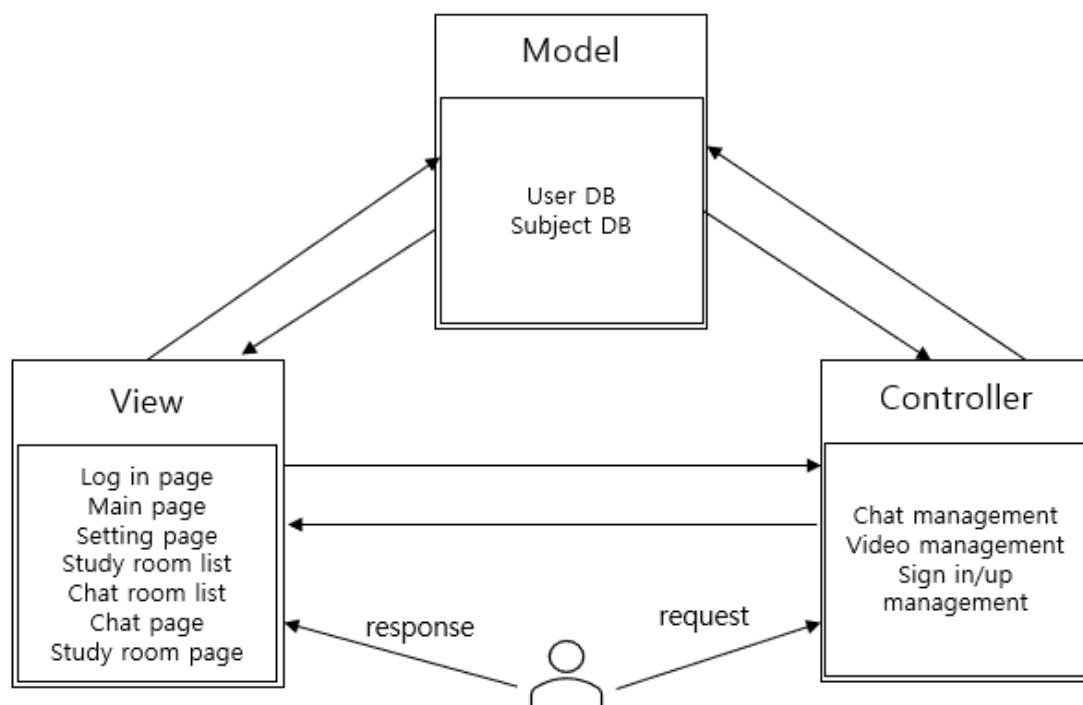 Model
User DB
Subject DB
View
Log in page
Main page
Setting page
Study room list
Chat room list
Chat page
Study room page
Controller
Chat management
Video management
Sign in/up
management
response
request